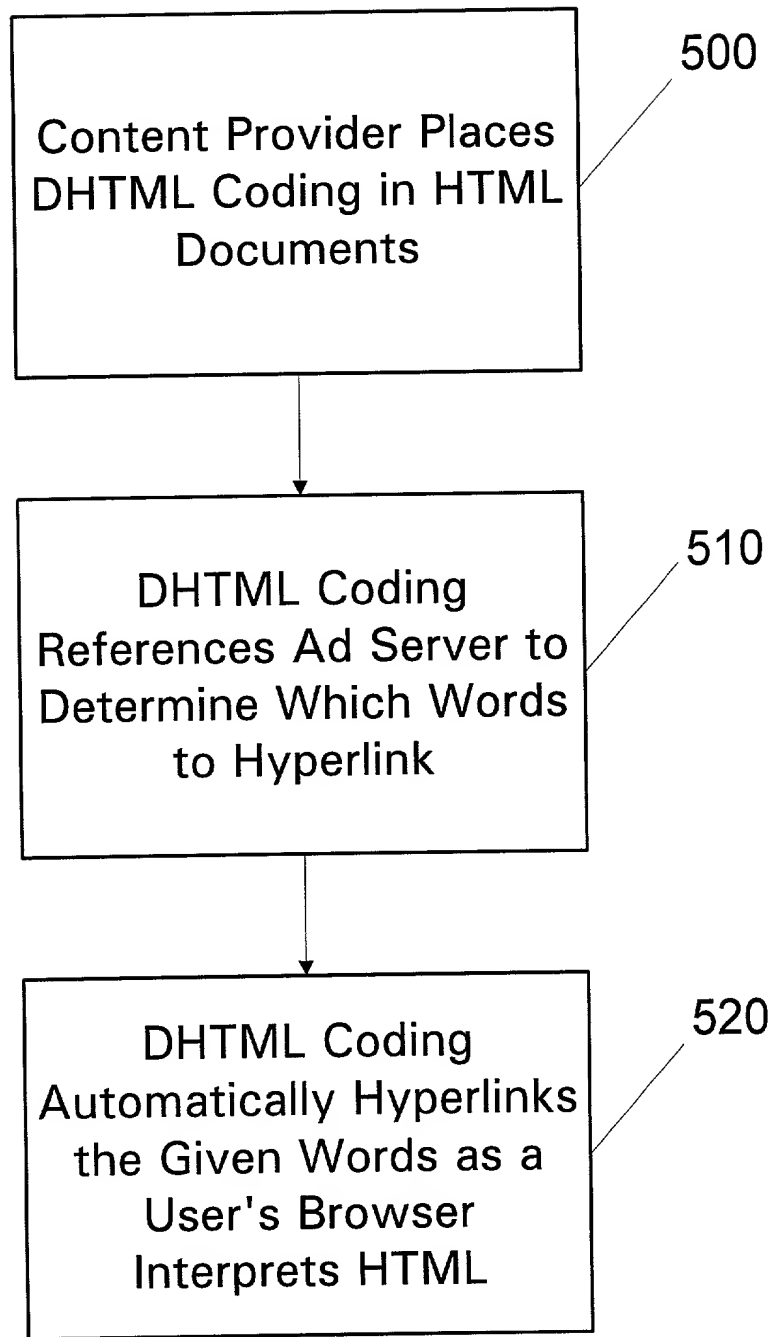 500
Content Provider Places
DHTML Coding in HTML
Documents
510
DHTML Coding
References Ad Server to
Determine Which Words
to Hyperlink
520
DHTML Coding
Automatically Hyperlinks
the Given Words as a
User's Browser
Interprets HTML